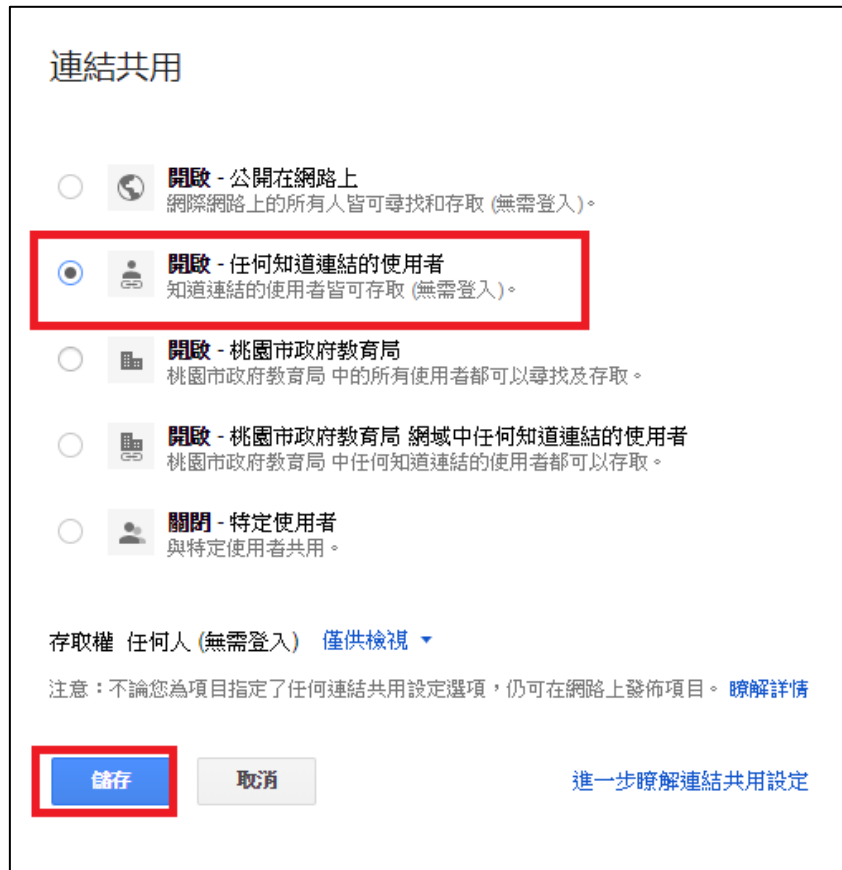 連結共用
開啟 - 公開在網路上
網際網路上的所有人皆可尋找和存取 (無需登入)。
開啟 - 任何知道連結的使用者
知道連結的使用者皆可存取 (無需登入)。
開啟 - 桃園市政府教育局
桃園市政府教育局 中的所有使用者都可以尋找及存取。
開啟 - 桃園市政府教育局 網域中任何知道連結的使用者
桃園市政府教育局 中任何知道連結的使用者都可以存取。
關閉 - 特定使用者
與特定使用者共用。
存取權 任何人 (無需登入) 僅供檢視
注意：不論您為項目指定了任何連結共用設定選項，仍可在網路上發佈項目。 瞭解詳情
儲存 取消 進一步瞭解連結共用設定